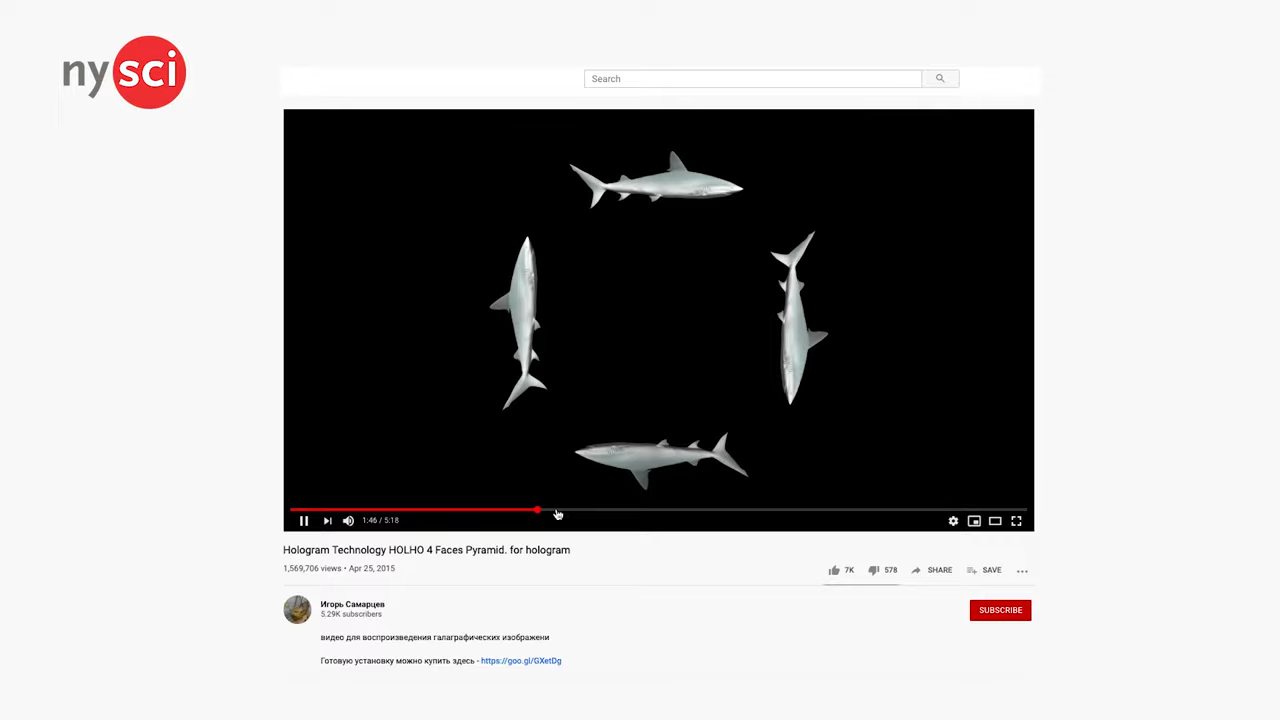 nysci
Search
1:46 / 5:18
Hologram Technology HOLHO 4 Faces Pyramid. for hologram
1,569,706 views • Apr 25, 2015
7K 578 SHARE SAVE
Игорь Самарцев
5.29K subscribers
SUBSCRIBE
видео для воспроизведения галаграфических изображени
Готовую установку можно купить здесь - https://goo.gl/GXetDg